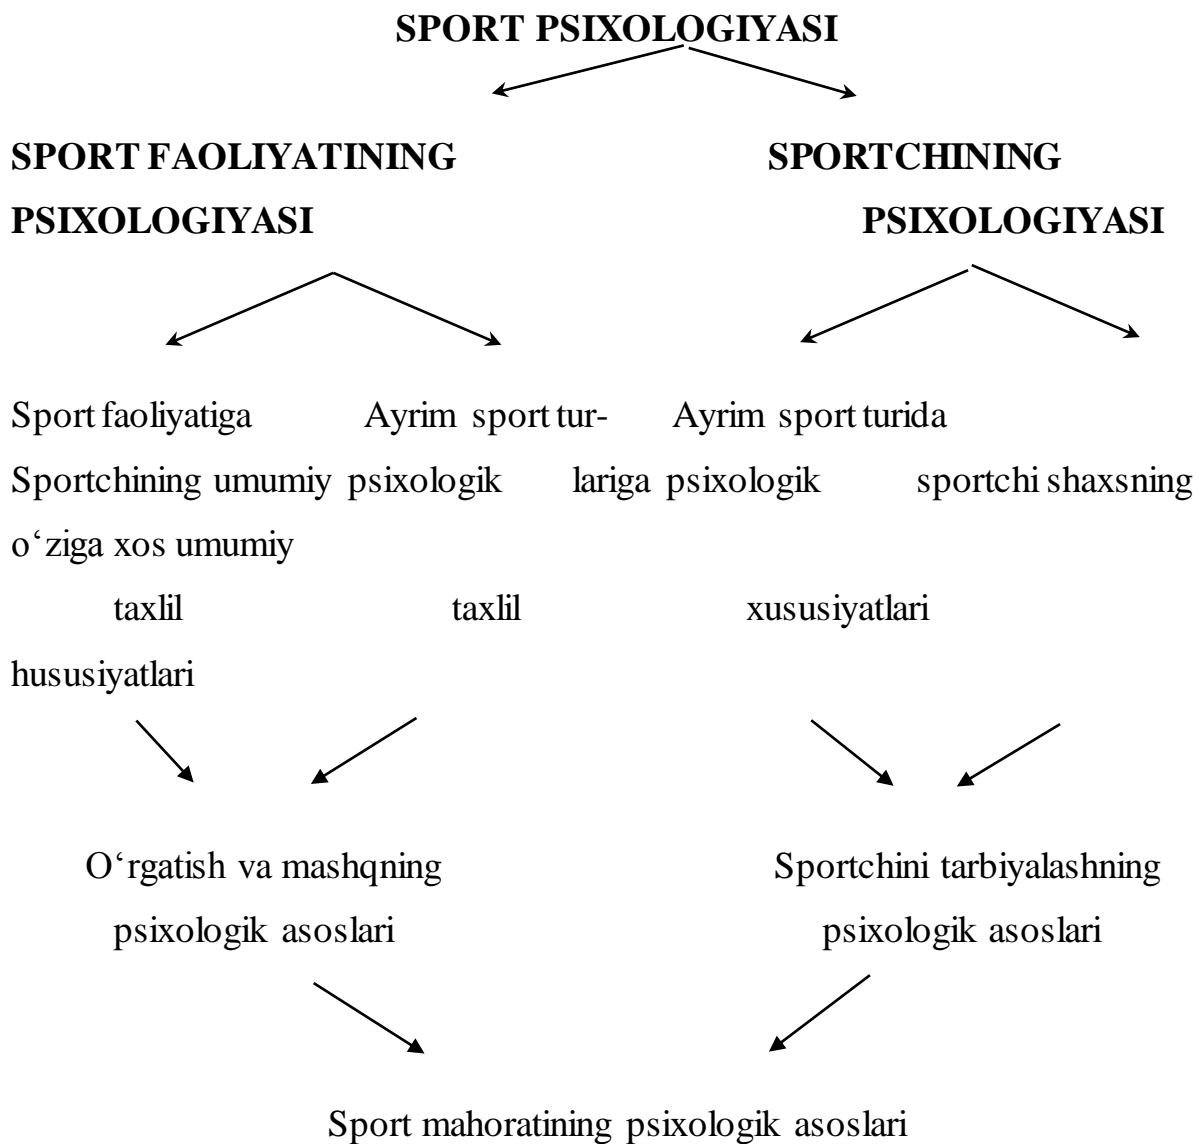 SPORT PSIXOLOGIYASI
SPORT FAOLIYATINING SPORTCHINING
PSIXOLOGIYASI PSIXOLOGIYASI
Sport faoliyatiga Ayrim sport tur- Ayrim sport turida
Sportchining umumiy psixologik lariga psixologik sportchi shaxsning
o‘ziga xos umumiy
taxlil taxlil xususiyatlari
hususiyatlari
O‘rgatish va mashqning Sportchini tarbiyalashning
psixologik asoslari psixologik asoslari
Sport mahoratining psixologik asoslari